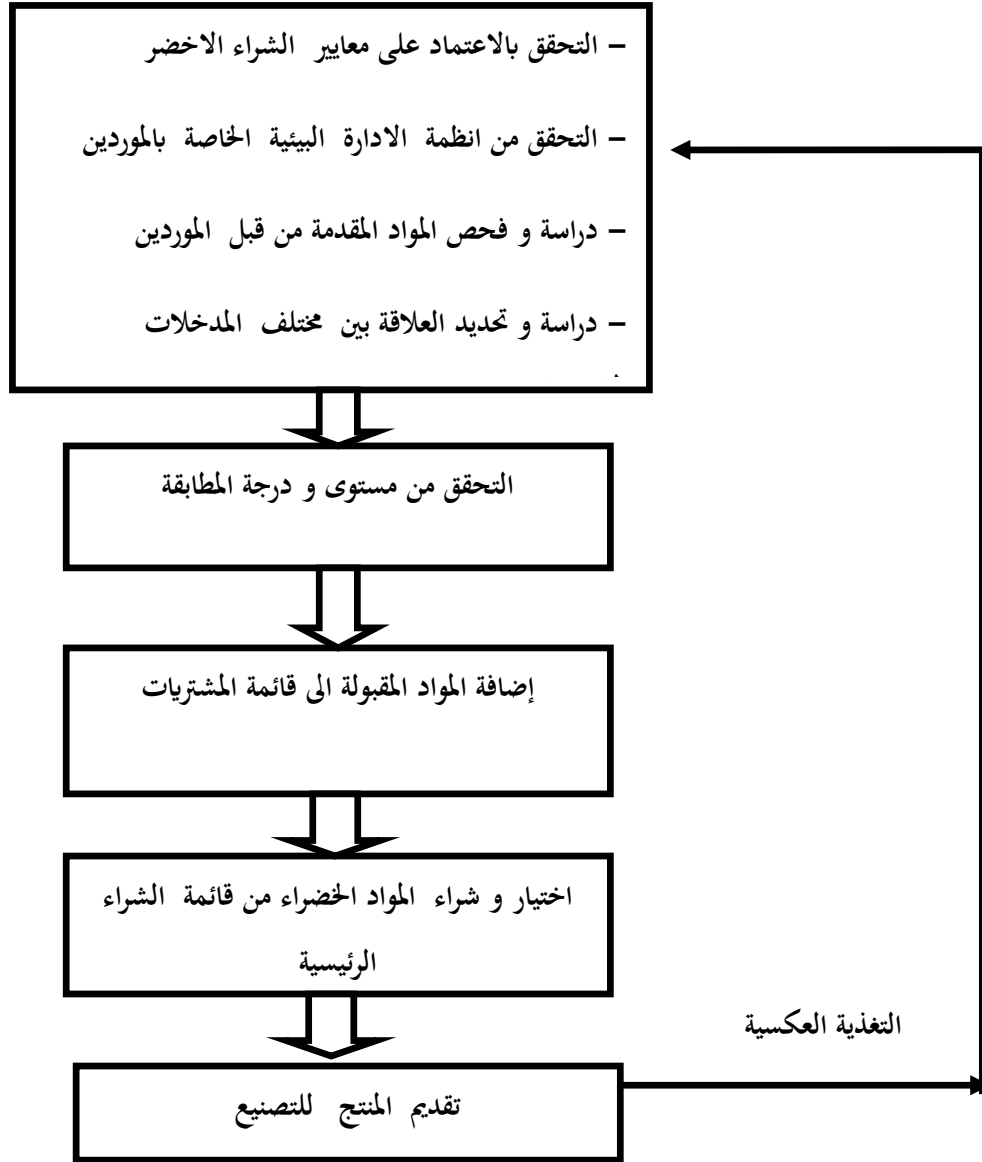 – التحقق بالاعتماد على معايير الشراء الاخضر
– التحقق من انظمة الادارة البيئية الخاصة بالموردين
– دراسة و فحص المواد المقدمة من قبل الموردين
– دراسة و تحديد العلاقة بين مختلف المدخلات
التحقق من مستوى و درجة المطابقة
إضافة المواد المقبولة الى قائمة المشتريات
اختيار و شراء المواد الخضراء من قائمة الشراء
الرئيسية
التغذية العكسية
تقديم المنتج للتصنيع